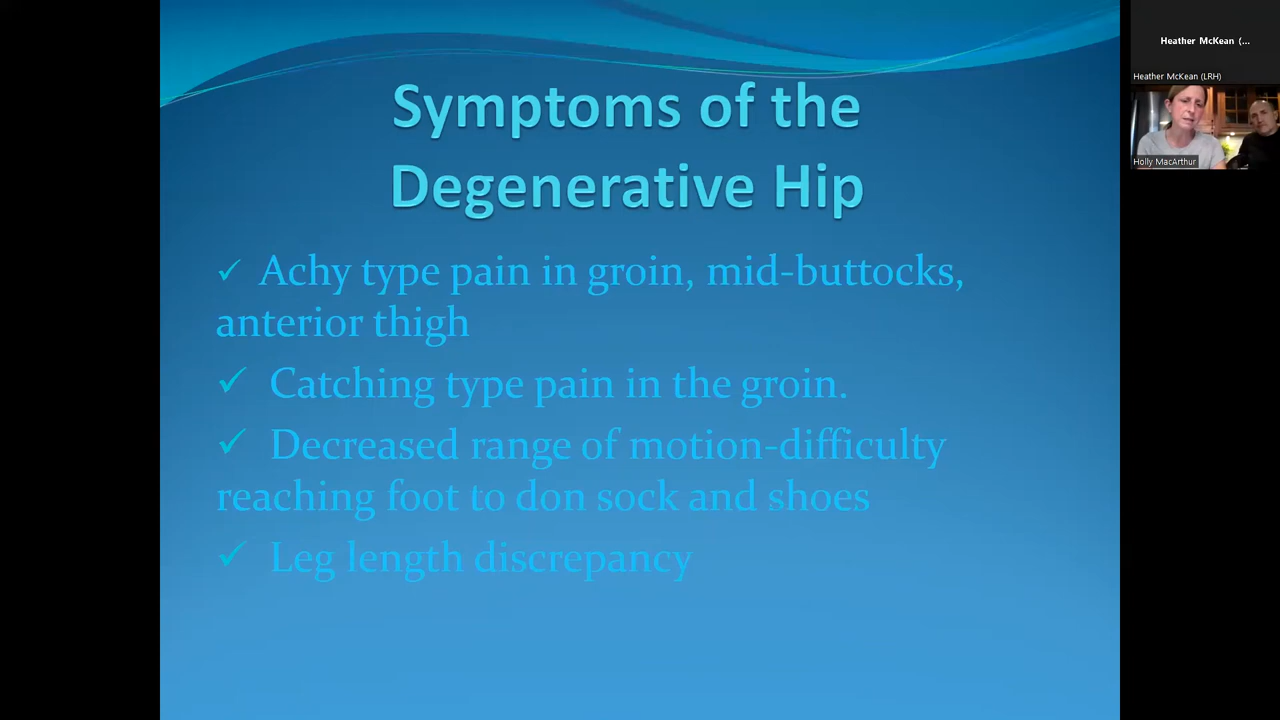 Symptoms of the
Degenerative Hip
✓ Achy type pain in groin, mid-buttocks,
anterior thigh
✓ Catching type pain in the groin.
✓ Decreased range of motion-difficulty
reaching foot to don sock and shoes
✓ Leg length discrepancy
Heather McKean (...
Heather McKean (LRH)
Holly MacArthur